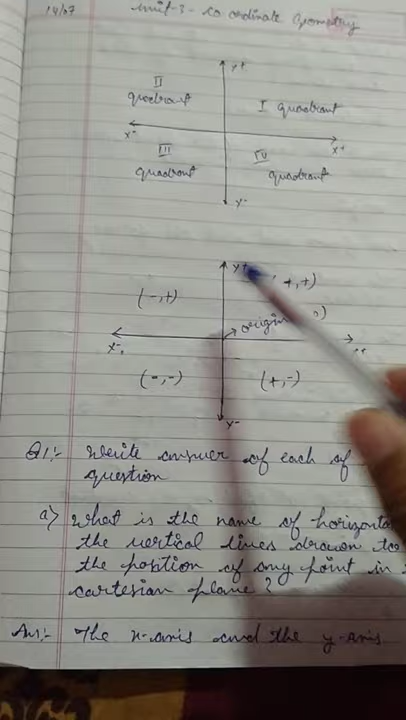 14/07
Unit-3- Co ordinate Geometry
y+
II
quadrant
I quadrant
x-
x+
III
quadrant
IV
quadrant
y-
y+
(-,+)
+,+)
origin
x-
(-,-)
(+,-)
y-
Q1:- Write answer of each of
question
a) What is the name of horizonta
the vertical lines drawn to
the position of any point in
cartesian plane?
Ans:- The x-axis and the y-axis